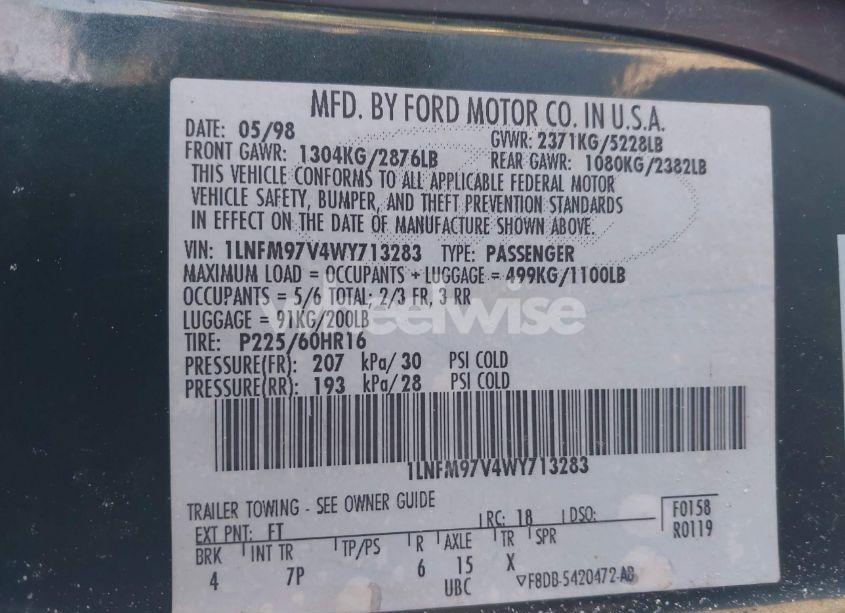 MFD. BY FORD MOTOR CO. IN U.S.A.
DATE: 05/98 GVWR: 2371KG/5228LB
FRONT GAWR: 1304KG/2876LB REAR GAWR: 1080KG/2382LB
THIS VEHICLE CONFORMS TO ALL APPLICABLE FEDERAL MOTOR
VEHICLE SAFETY, BUMPER, AND THEFT PREVENTION STANDARDS
IN EFFECT ON THE DATE OF MANUFACTURE SHOWN ABOVE.
VIN: 1LNFM97V4WY713283 TYPE: PASSENGER
MAXIMUM LOAD = OCCUPANTS + LUGGAGE = 499KG/1100LB
OCCUPANTS = 5/6 TOTAL; 2/3 FR, 3 RR
LUGGAGE = 91KG/200LB
wheelwise
TIRE: P225/60HR16
PRESSURE(FR): 207 kPa/ 30 PSI COLD
PRESSURE(RR): 193 kPa/ 28 PSI COLD
1LNFM97V4WY713283
TRAILER TOWING - SEE OWNER GUIDE
EXT PNT: FT RC: 18 DSO: F0158
R0119
BRK INT TR TP/PS R AXLE TR SPR
4 7P 6 15 X
UBC F8DB-5420472-AB